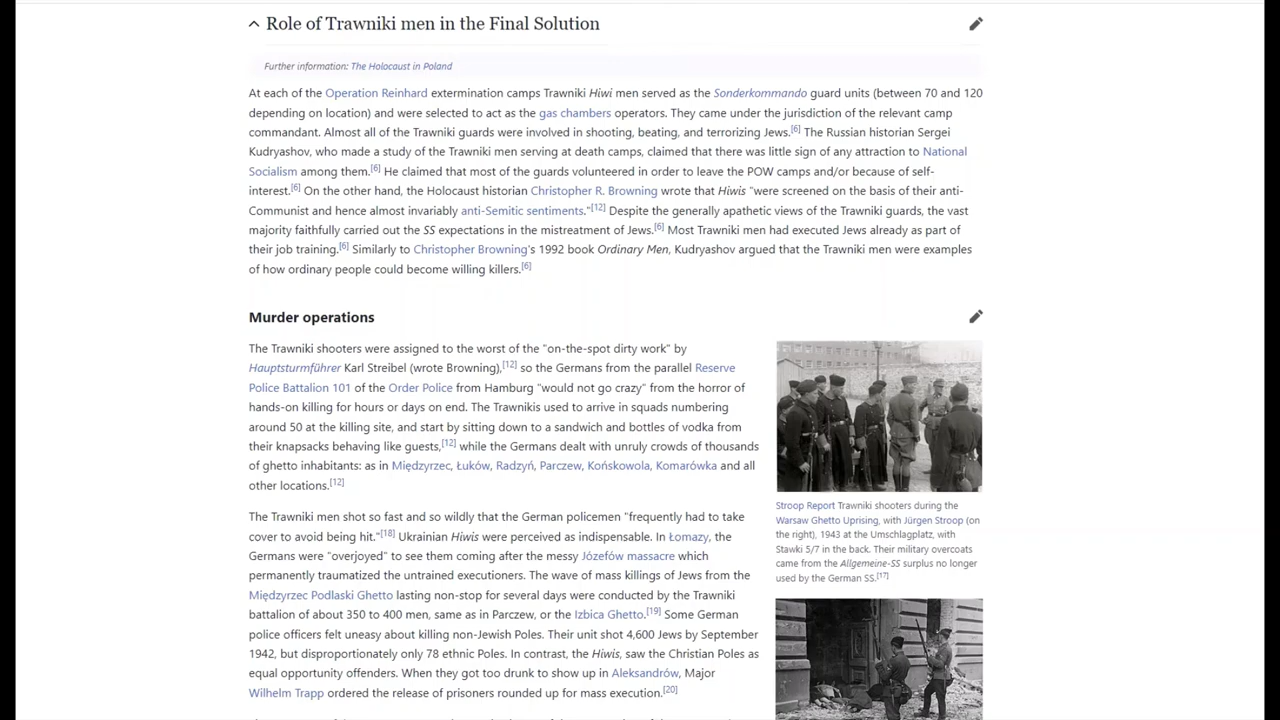 Role of Trawniki men in the Final Solution
Further information: The Holocaust in Poland
At each of the Operation Reinhard extermination camps Trawniki Hiwi men served as the Sonderkommando guard units (between 70 and 120
depending on location) and were selected to act as the gas chambers operators. They came under the jurisdiction of the relevant camp
commandant. Almost all of the Trawniki guards were involved in shooting, beating, and terrorizing Jews.[6] The Russian historian Sergei
Kudryashov, who made a study of the Trawniki men serving at death camps, claimed that there was little sign of any attraction to National
Socialism among them.[6] He claimed that most of the guards volunteered in order to leave the POW camps and/or because of self-
interest.[6] On the other hand, the Holocaust historian Christopher R. Browning wrote that Hiwis "were screened on the basis of their anti-
Communist and hence almost invariably anti-Semitic sentiments."[12] Despite the generally apathetic views of the Trawniki guards, the vast
majority faithfully carried out the SS expectations in the mistreatment of Jews.[6] Most Trawniki men had executed Jews already as part of
their job training.[6] Similarly to Christopher Browning's 1992 book Ordinary Men, Kudryashov argued that the Trawniki men were examples
of how ordinary people could become willing killers.[6]
Murder operations
The Trawniki shooters were assigned to the worst of the "on-the-spot dirty work" by
Hauptsturmführer Karl Streibel (wrote Browning),[12] so the Germans from the parallel Reserve
Police Battalion 101 of the Order Police from Hamburg "would not go crazy" from the horror of
hands-on killing for hours or days on end. The Trawnikis used to arrive in squads numbering
around 50 at the killing site, and start by sitting down to a sandwich and bottles of vodka from
their knapsacks behaving like guests,[12] while the Germans dealt with unruly crowds of thousands
of ghetto inhabitants: as in Międzyrzec, Łuków, Radzyń, Parczew, Końskowola, Komarówka and all
other locations.[12]
The Trawniki men shot so fast and so wildly that the German policemen "frequently had to take
cover to avoid being hit."[18] Ukrainian Hiwis were perceived as indispensable. In Łomazy, the
Germans were "overjoyed" to see them coming after the messy Józefów massacre which
permanently traumatized the untrained executioners. The wave of mass killings of Jews from the
Międzyrzec Podlaski Ghetto lasting non-stop for several days were conducted by the Trawniki
battalion of about 350 to 400 men, same as in Parczew, or the Izbica Ghetto.[19] Some German
police officers felt uneasy about killing non-Jewish Poles. Their unit shot 4,600 Jews by September
1942, but disproportionately only 78 ethnic Poles. In contrast, the Hiwis, saw the Christian Poles as
equal opportunity offenders. When they got too drunk to show up in Aleksandrów, Major
Wilhelm Trapp ordered the release of prisoners rounded up for mass execution.[20]
Stroop Report Trawniki shooters during the
Warsaw Ghetto Uprising, with Jürgen Stroop (on
the right), 1943 at the Umschlagplatz, with
Stawki 5/7 in the back. Their military overcoats
came from the Allgemeine-SS surplus no longer
used by the German SS.[17]